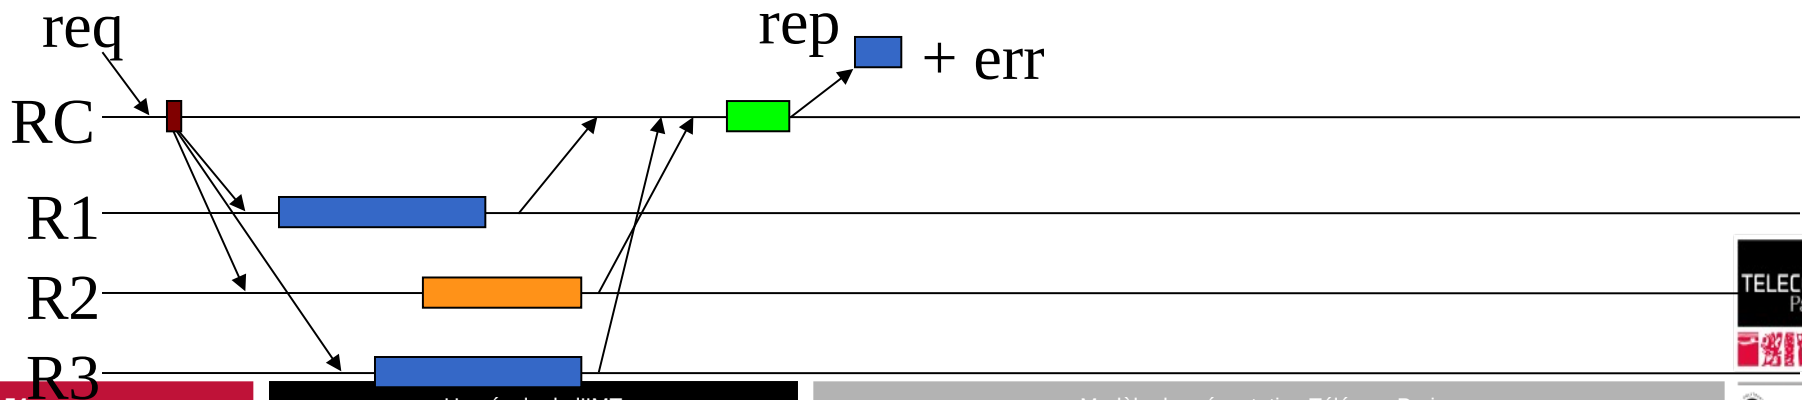 req
rep
+ err
RC
R1
R2
R3
TELEC